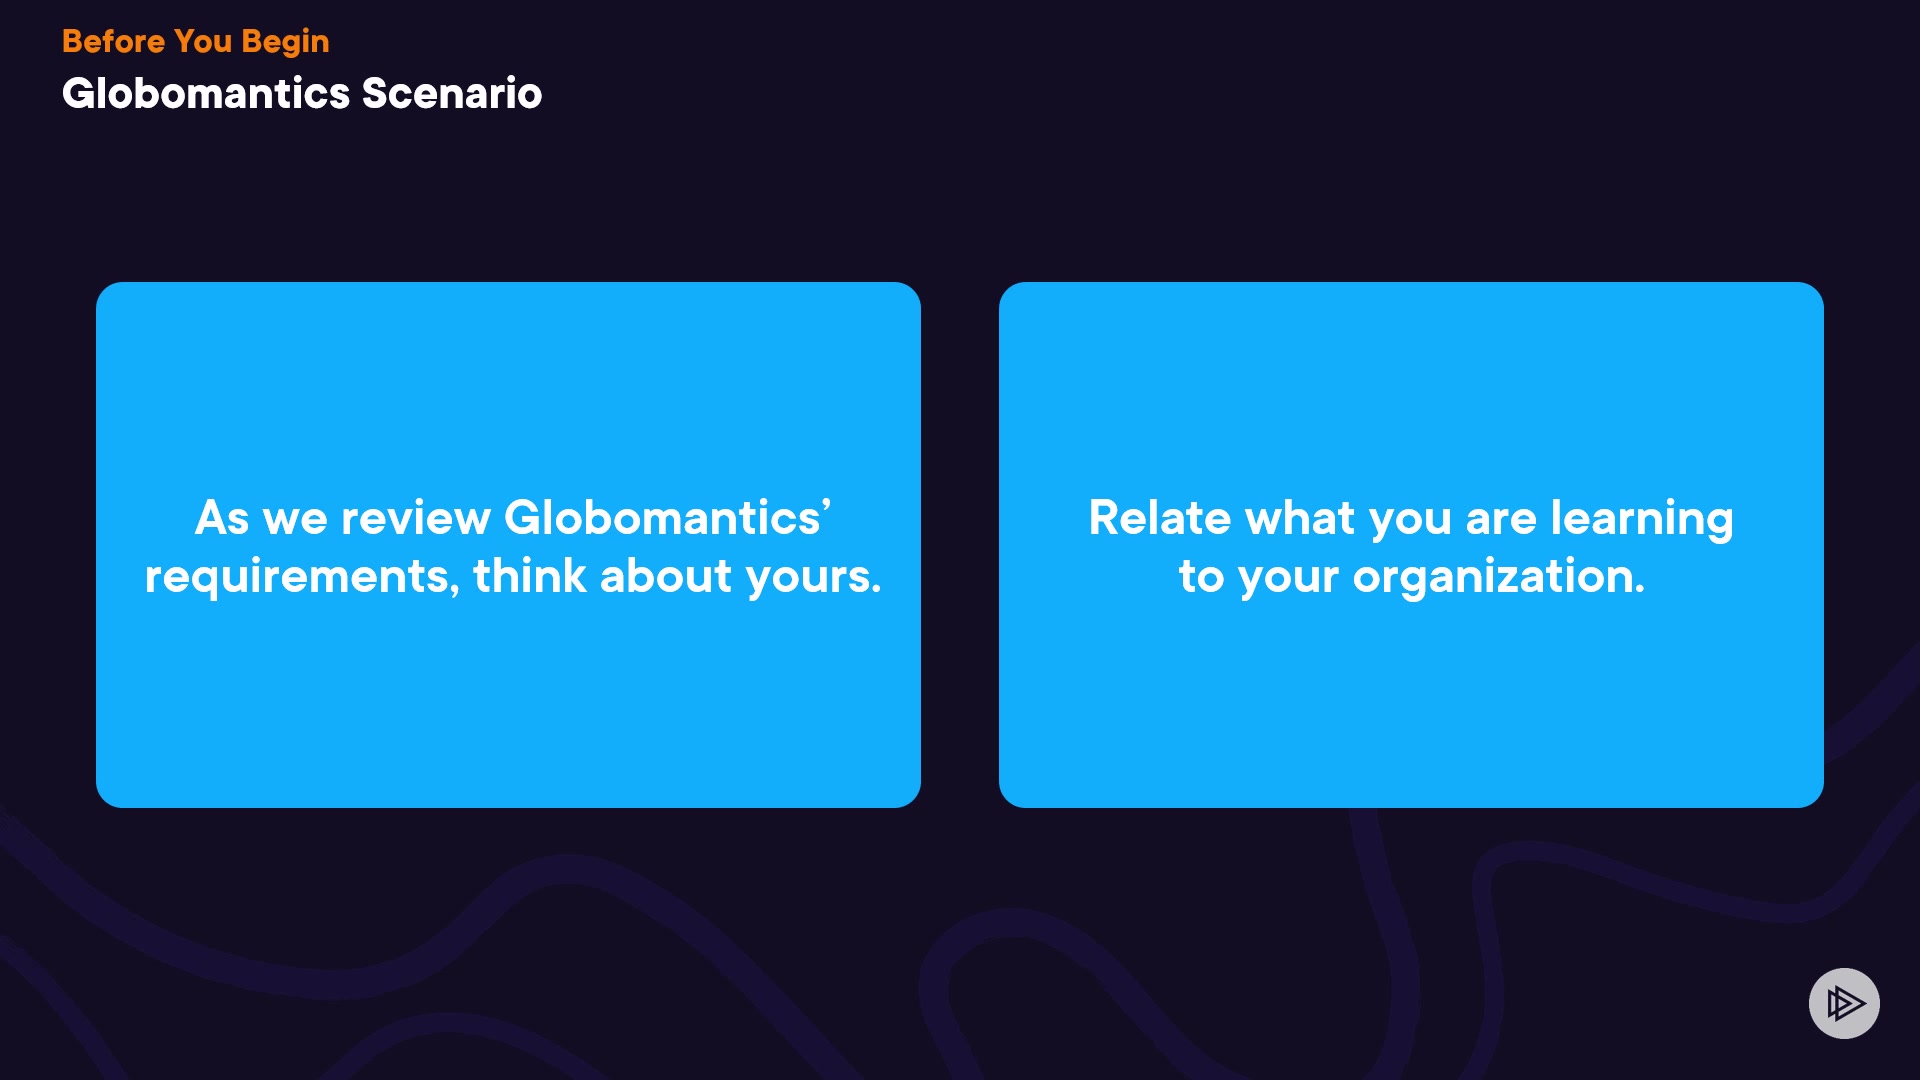 Before You Begin
Globomantics Scenario
As we review Globomantics’
requirements, think about yours.
Relate what you are learning
to your organization.